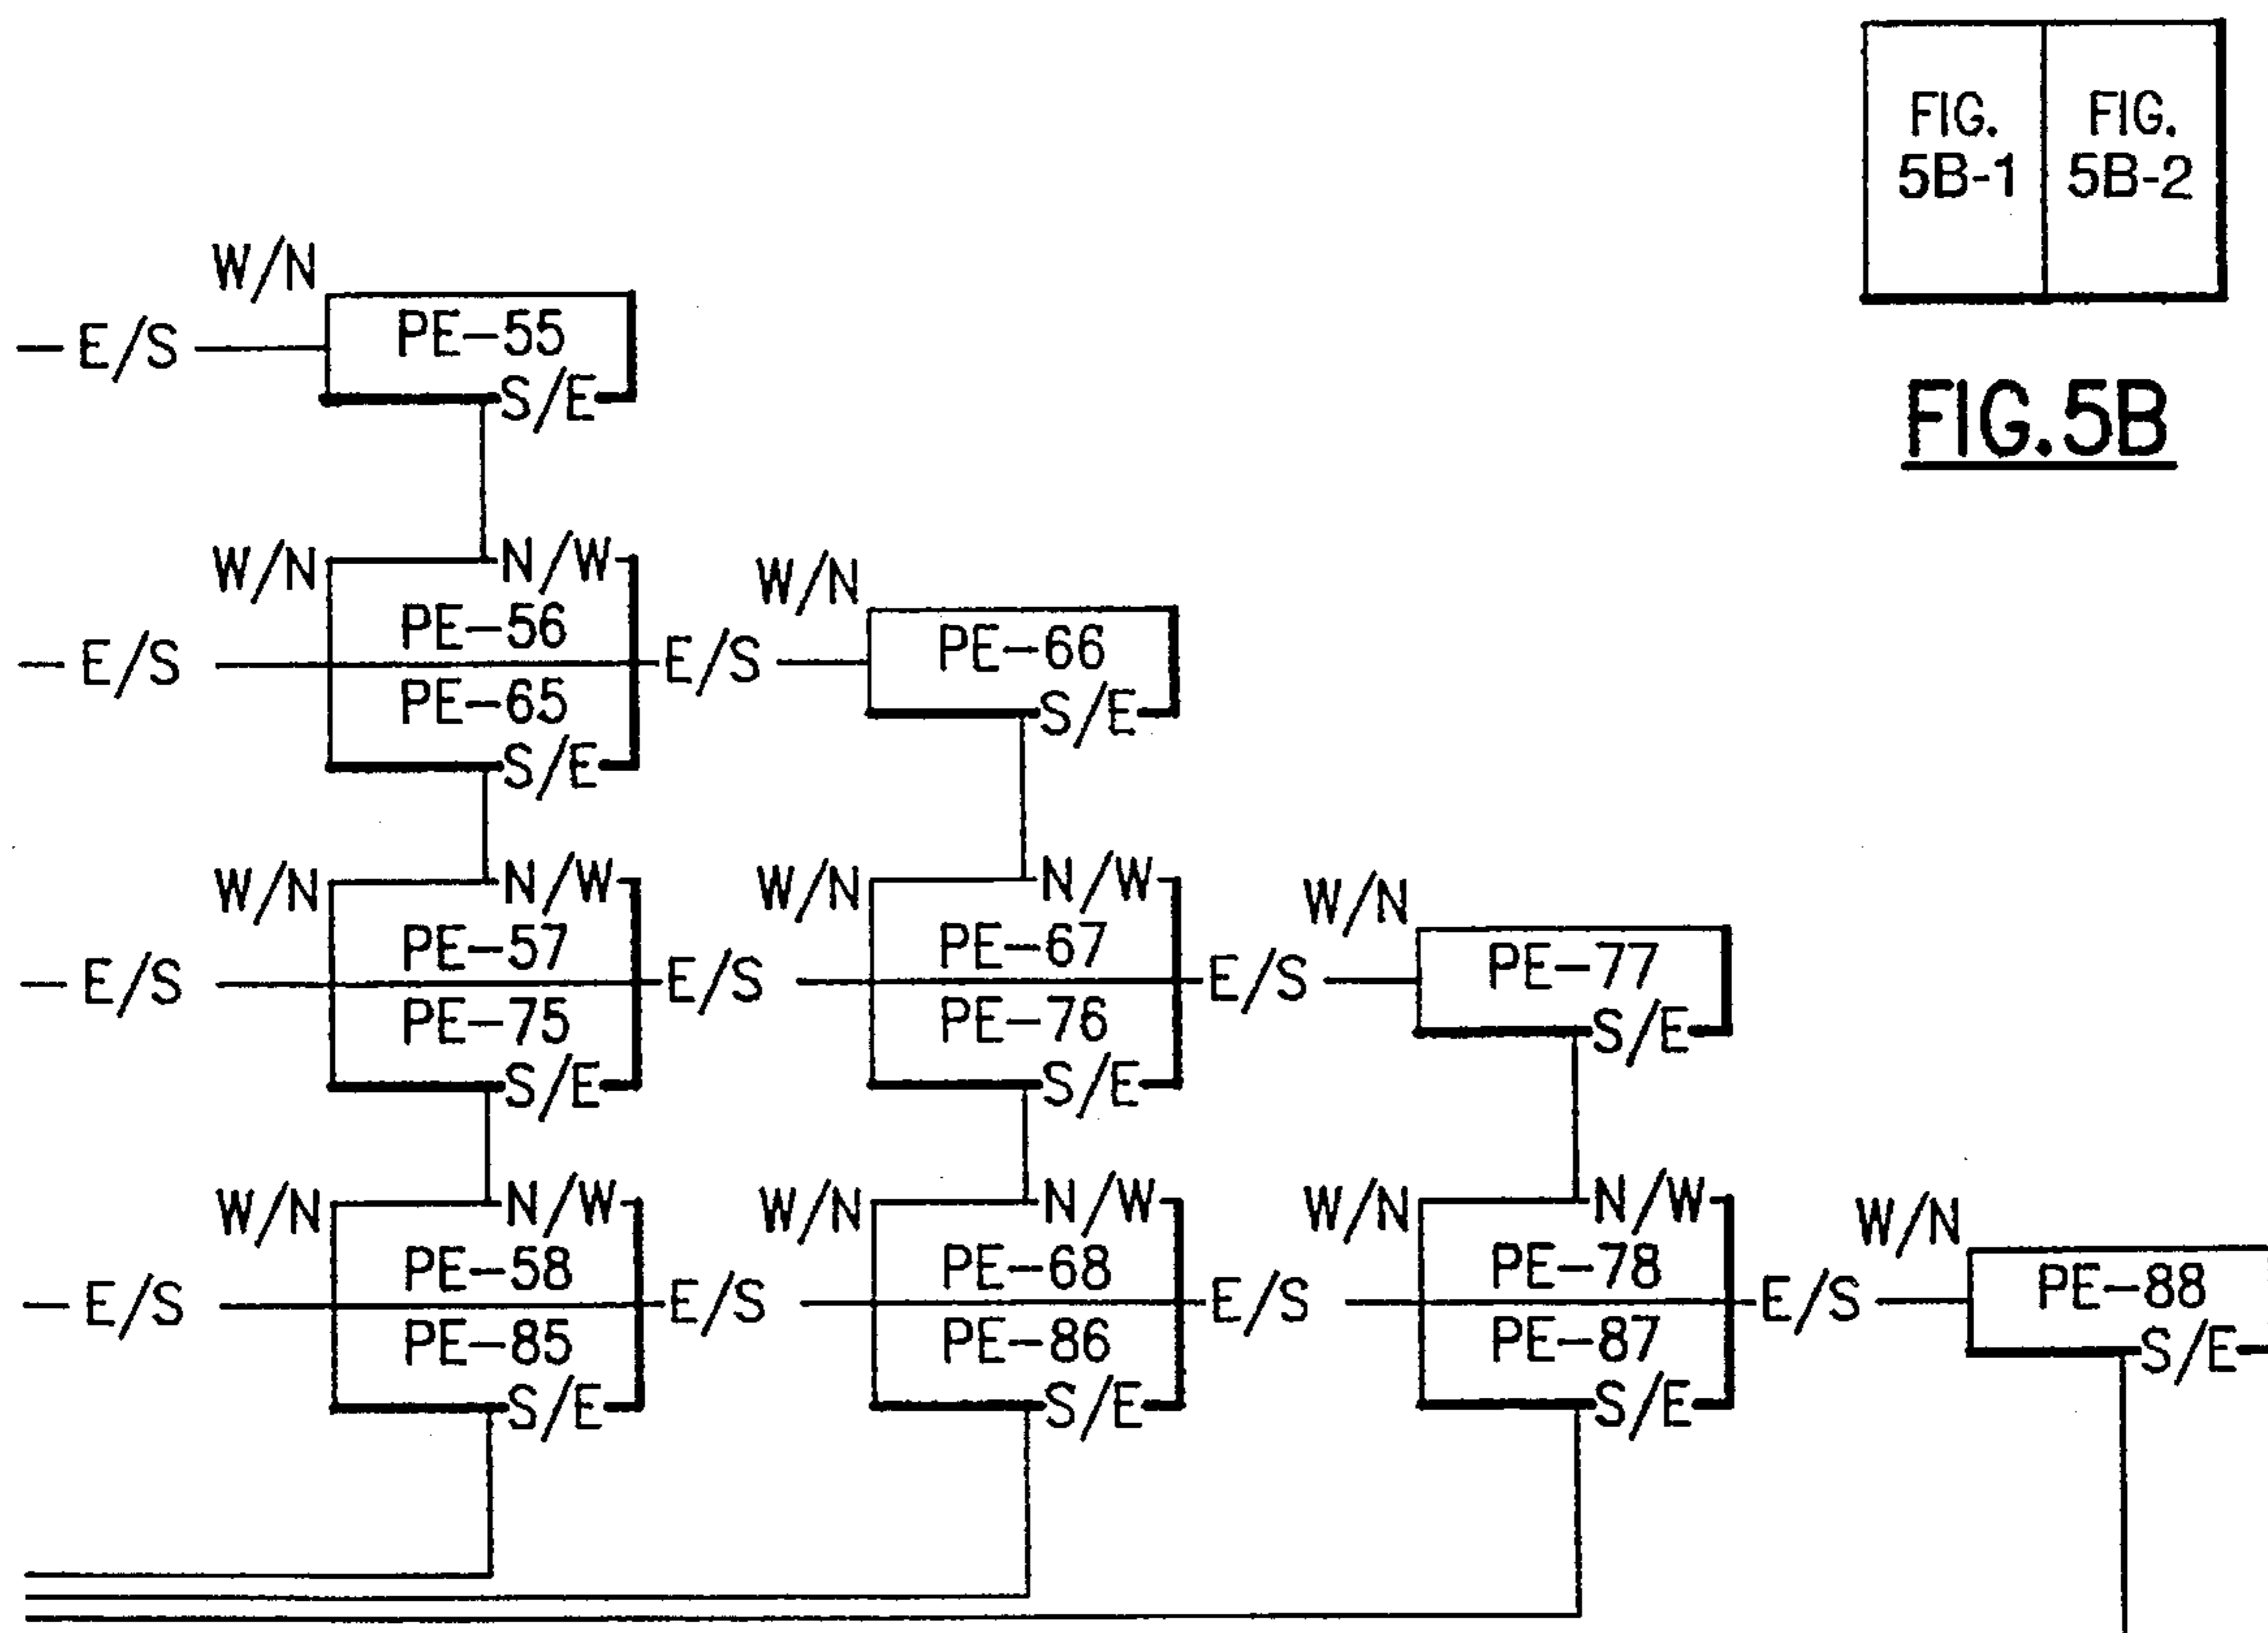 FIG. 5B-1
FIG. 5B-2
FIG.5B
W/N
E/S
PE-55
S/E
W/N
N/W
E/S
PE-56
PE-65
S/E
E/S
W/N
PE-66
S/E
W/N
N/W
E/S
PE-57
PE-75
S/E
E/S
W/N
N/W
PE-67
PE-76
S/E
E/S
W/N
PE-77
S/E
W/N
N/W
E/S
PE-58
PE-85
S/E
E/S
W/N
N/W
PE-68
PE-86
S/E
E/S
W/N
N/W
PE-78
PE-87
S/E
E/S
W/N
PE-88
S/E